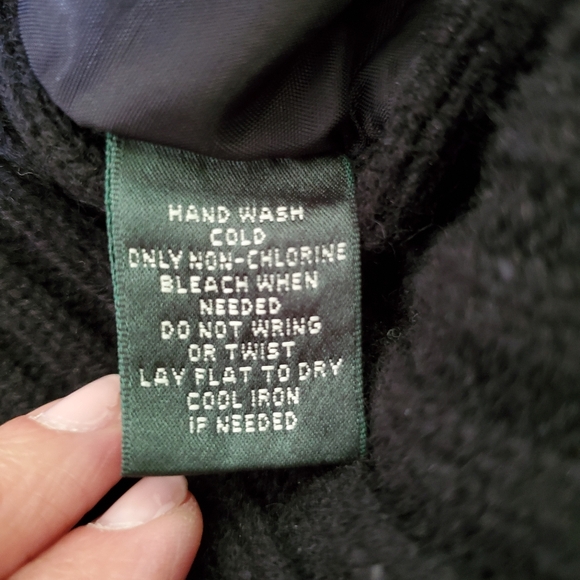 HAND WASH
COLD
ONLY NON-CHLORINE
BLEACH WHEN
NEEDED
DO NOT WRING
OR TWIST
LAY FLAT TO DRY
COOL IRON
IF NEEDED